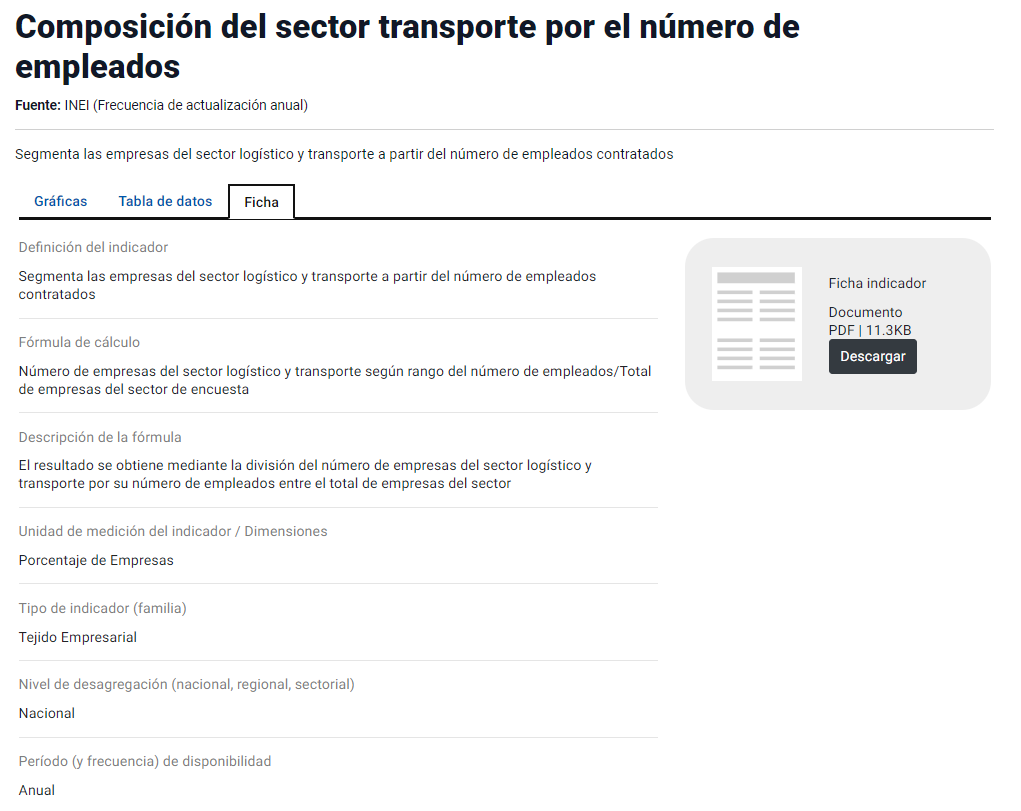 Composición del sector transporte por el número de
empleados
Fuente: INEI (Frecuencia de actualización anual)
Segmenta las empresas del sector logístico y transporte a partir del número de empleados contratados
Gráficas
Tabla de datos
Ficha
Definición del indicador
Segmenta las empresas del sector logístico y transporte a partir del número de empleados
contratados
Fórmula de cálculo
Número de empresas del sector logístico y transporte según rango del número de empleados/Total
de empresas del sector de encuesta
Descripción de la fórmula
El resultado se obtiene mediante la división del número de empresas del sector logístico y
transporte por su número de empleados entre el total de empresas del sector
Unidad de medición del indicador / Dimensiones
Porcentaje de Empresas
Tipo de indicador (familia)
Tejido Empresarial
Nivel de desagregación (nacional, regional, sectorial)
Nacional
Período (y frecuencia) de disponibilidad
Anual
Ficha indicador
Documento
PDF | 11.3KB
Descargar